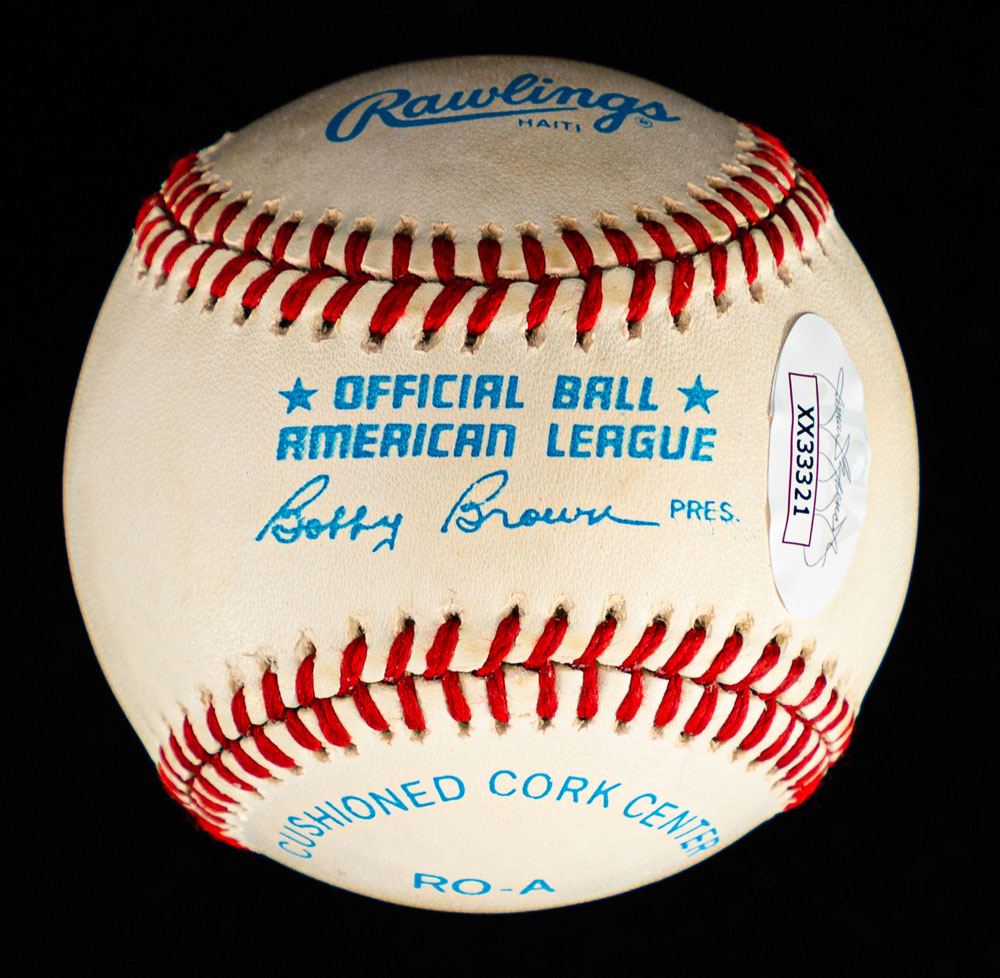 Rawlings®
HAITI
★ OFFICIAL BALL ★
AMERICAN LEAGUE
Bobby Brown PRES.
XX33321
CUSHIONED CORK CENTER
RO-A